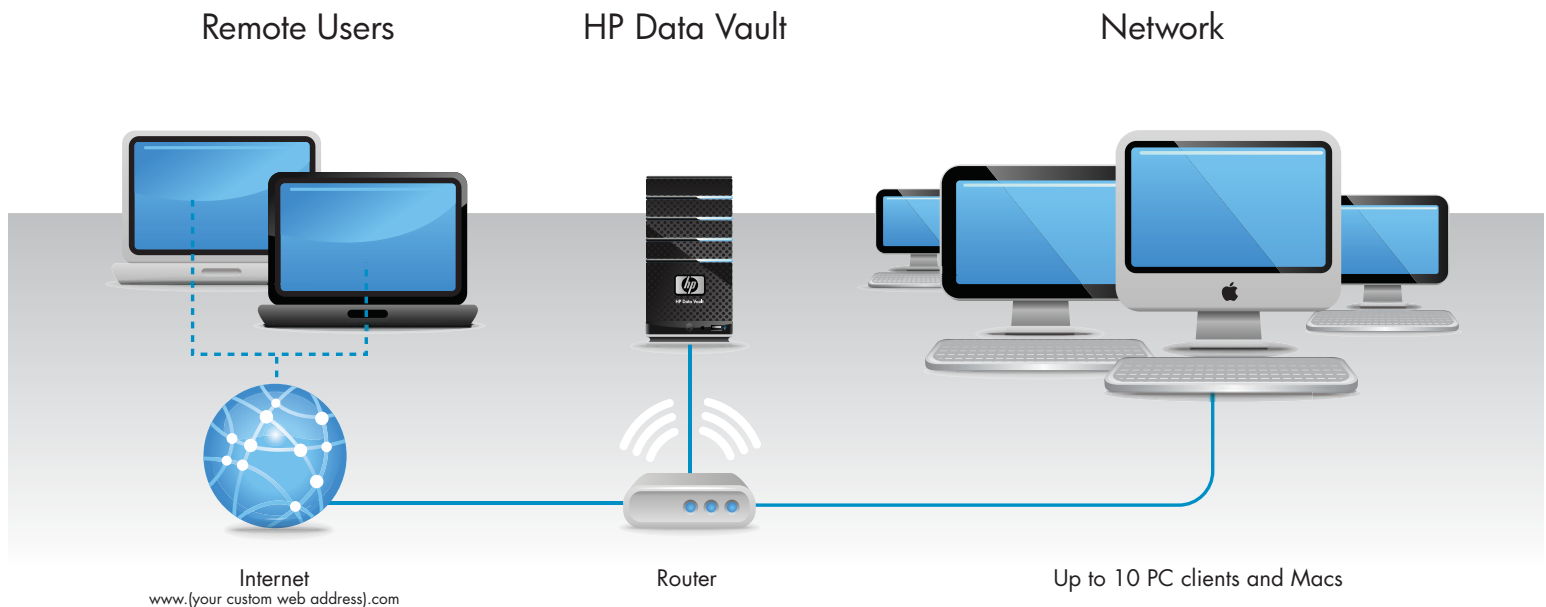 Remote Users
HP Data Vault
Network
hp
HP Data Vault
Internet
www.(your custom web address).com
Router
Up to 10 PC clients and Macs